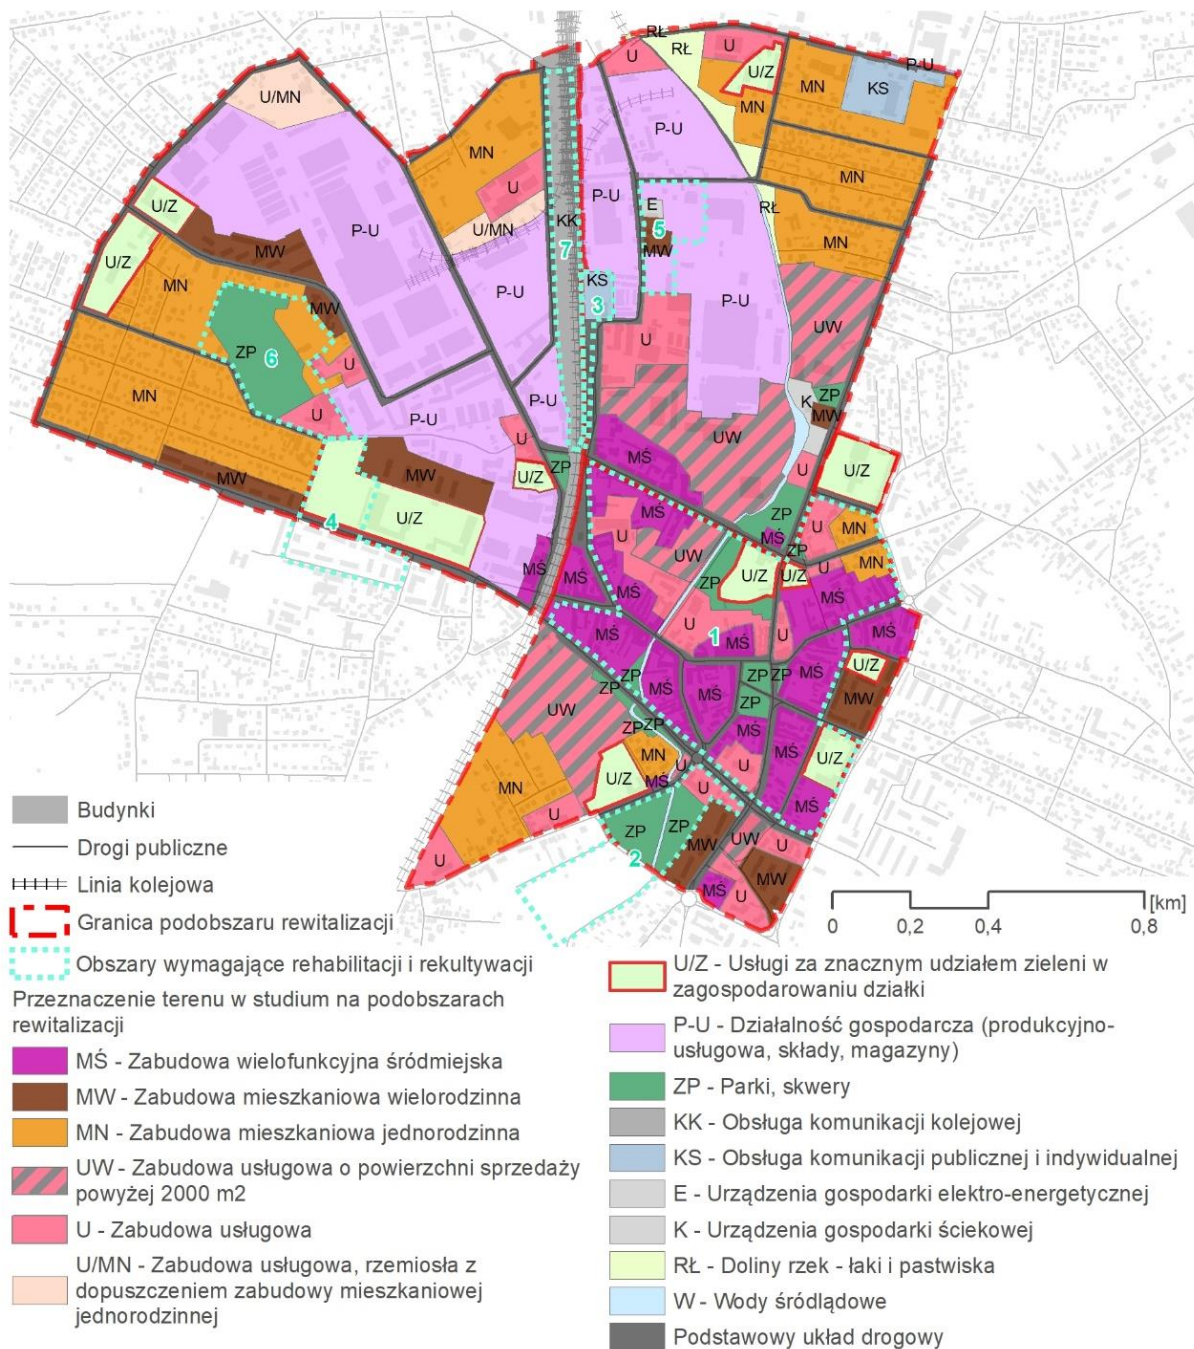 RŁ
U
RŁ
U
U/Z
P-U
MN
KS
U/MN
MN
P-U
MN
MN
U
P-U
U/Z
KK
E
RŁ
5
U/MN
MN
P-U
MW
7
MW
U/Z
MN
P-U
KS
3
P-U
UW
MW
ZP
6
U
U
ZP
K
MW
MN
U
P-U
P-U
UW
U
MŚ
U/Z
MW
MW
ZP
U
U/Z
ZP
MŚ
U/Z
4
U
UW
MŚ
U
MN
ZP
MŚ
MŚ
MŚ
ZP
U/Z
U/Z
U
MN
MŚ
MŚ
U
1
MŚ
U
MŚ
MŚ
ZP
MŚ
MŚ
ZP
ZP
U/Z
MW
UW
ZP
ZP
ZP
MŚ
MŚ
U/Z
MN
U/Z
MN
MŚ
U
U
U
MŚ
U
ZP
ZP
MW
UW
U
U
2
MŚ
U
MW
Budynki
Drogi publiczne
Linia kolejowa
Granica podobszaru rewitalizacji
Obszary wymagające rehabilitacji i rekultywacji
Przeznaczenie terenu w studium na podobszarach
rewitalizacji
MŚ - Zabudowa wielofunkcyjna śródmiejska
MW - Zabudowa mieszkaniowa wielorodzinna
MN - Zabudowa mieszkaniowa jednorodzinna
UW - Zabudowa usługowa o powierzchni sprzedaży
powyżej 2000 m2
U - Zabudowa usługowa
U/MN - Zabudowa usługowa, rzemiosła z
dopuszczeniem zabudowy mieszkaniowej
jednorodzinnej
[km]
0 0,2 0,4 0,8
U/Z - Usługi za znacznym udziałem zieleni w
zagospodarowaniu działki
P-U - Działalność gospodarcza (produkcyjno-
usługowa, składy, magazyny)
ZP - Parki, skwery
KK - Obsługa komunikacji kolejowej
KS - Obsługa komunikacji publicznej i indywidualnej
E - Urządzenia gospodarki elektro-energetycznej
K - Urządzenia gospodarki ściekowej
RŁ - Doliny rzek - łaki i pastwiska
W - Wody śródlądowe
Podstawowy układ drogowy